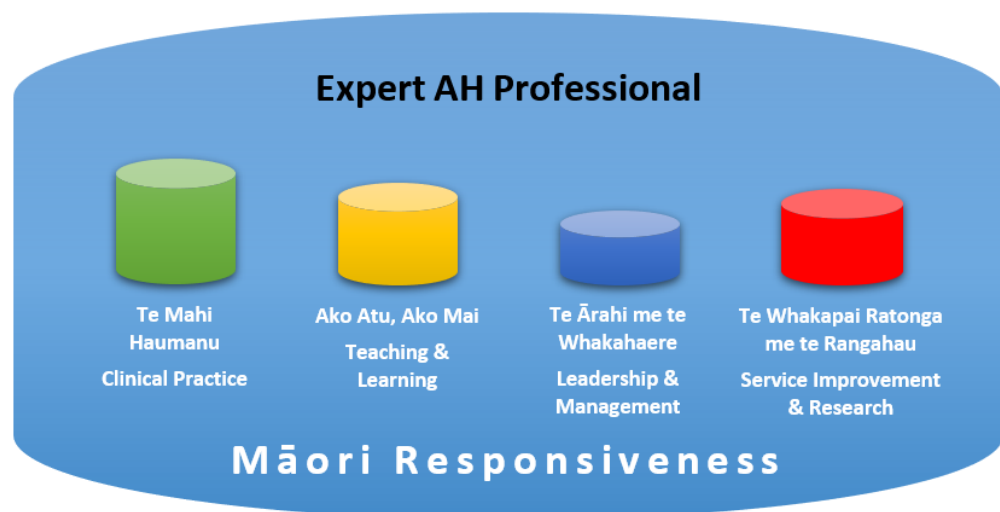 Expert AH Professional
Te Mahi
Haumanu
Clinical Practice
Ako Atu, Ako Mai
Teaching &
Learning
Te Ārahi me te
Whakahaere
Leadership &
Management
Te Whakapai Ratonga
me te Rangahau
Service Improvement
& Research
Māori Responsiveness